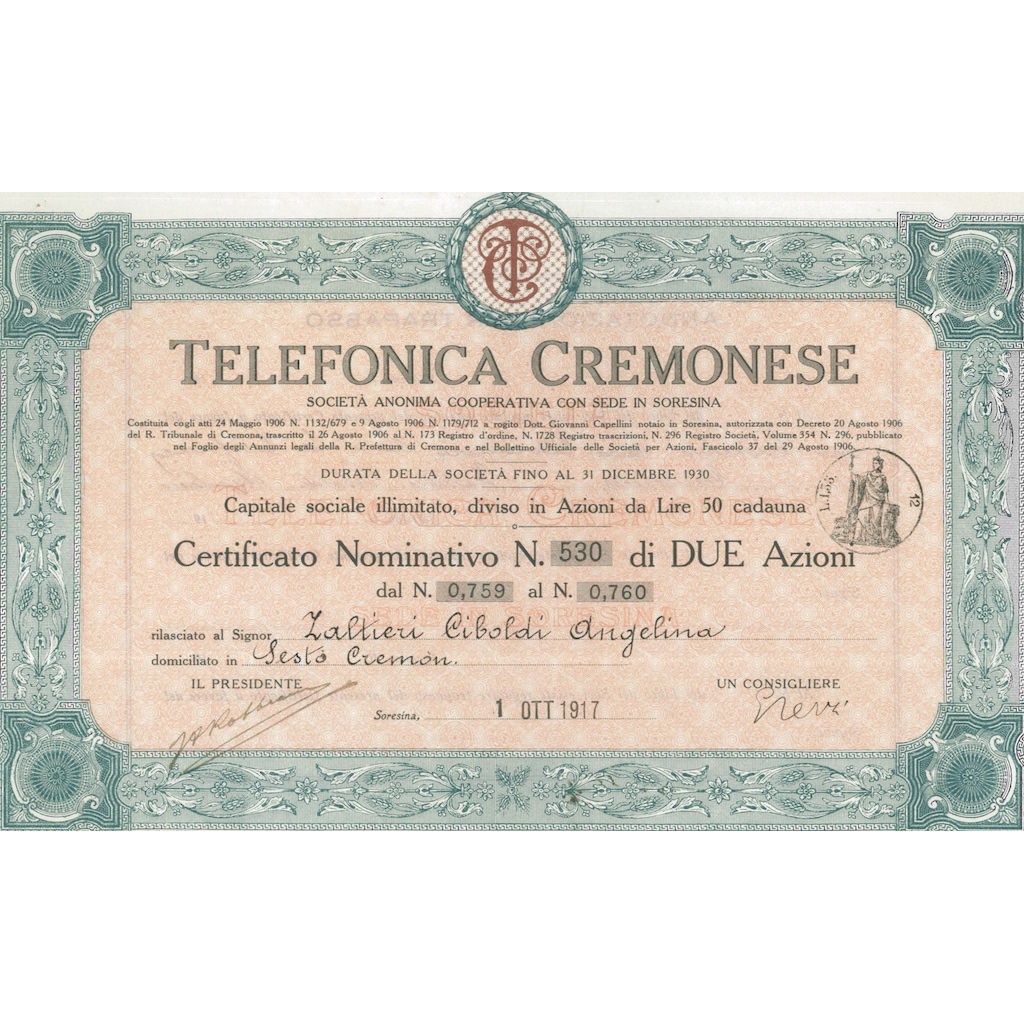 TELEFONICA CREMONESE
SOCIETÀ ANONIMA COOPERATIVA CON SEDE IN SORESINA
Costituita cogli atti 24 Maggio 1906 N. 1132/679 e 9 Agosto 1906 N. 1179/712 a rogito Dott. Giovanni Capellini notaio in Soresina, autorizzata con Decreto 20 Agosto 1906
del R. Tribunale di Cremona, trascritto il 26 Agosto 1906 al N. 173 Registro d'ordine, N. 1728 Registro trascrizioni, N. 296 Registro Società, Volume 354 N. 296, pubblicato
nel Foglio degli Annunzi legali della R. Prefettura di Cremona e nel Bollettino Ufficiale delle Società per Azioni, Fascicolo 37 del 29 Agosto 1906.
DURATA DELLA SOCIETÀ FINO AL 31 DICEMBRE 1930
Capitale sociale illimitato, diviso in Azioni da Lire 50 cadauna
12
Certificato Nominativo N. 530 di DUE Azioni
dal N. 0,759 al N. 0,760
rilasciato al Signor Zaltieri Ciboldi Angelina
domiciliato in Sesto Cremon.
IL PRESIDENTE UN CONSIGLIERE
Soresina, 1 OTT 1917